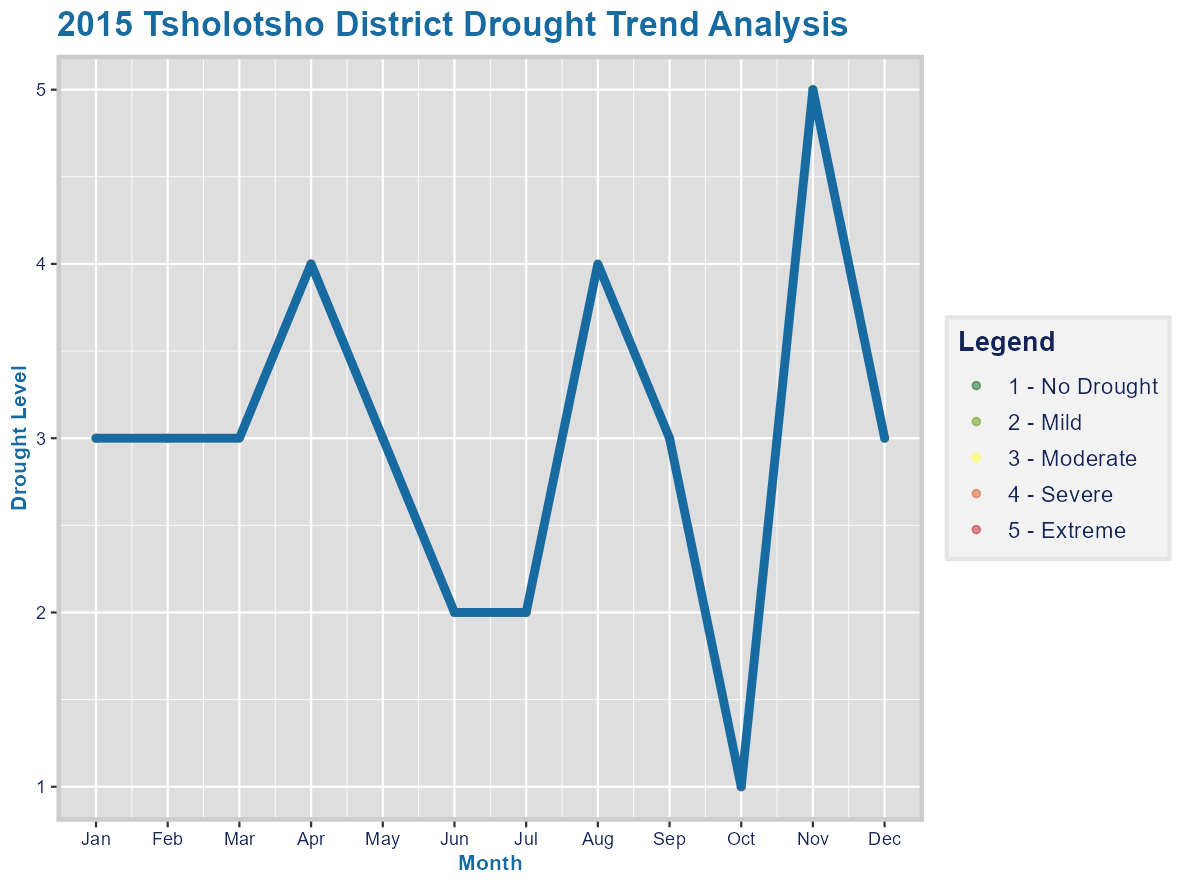 2015 Tsholotsho District Drought Trend Analysis
5
4
3
2
1
Drought Level
Jan Feb Mar Apr May Jun Jul Aug Sep Oct Nov Dec
Month
Legend
1 - No Drought
2 - Mild
3 - Moderate
4 - Severe
5 - Extreme